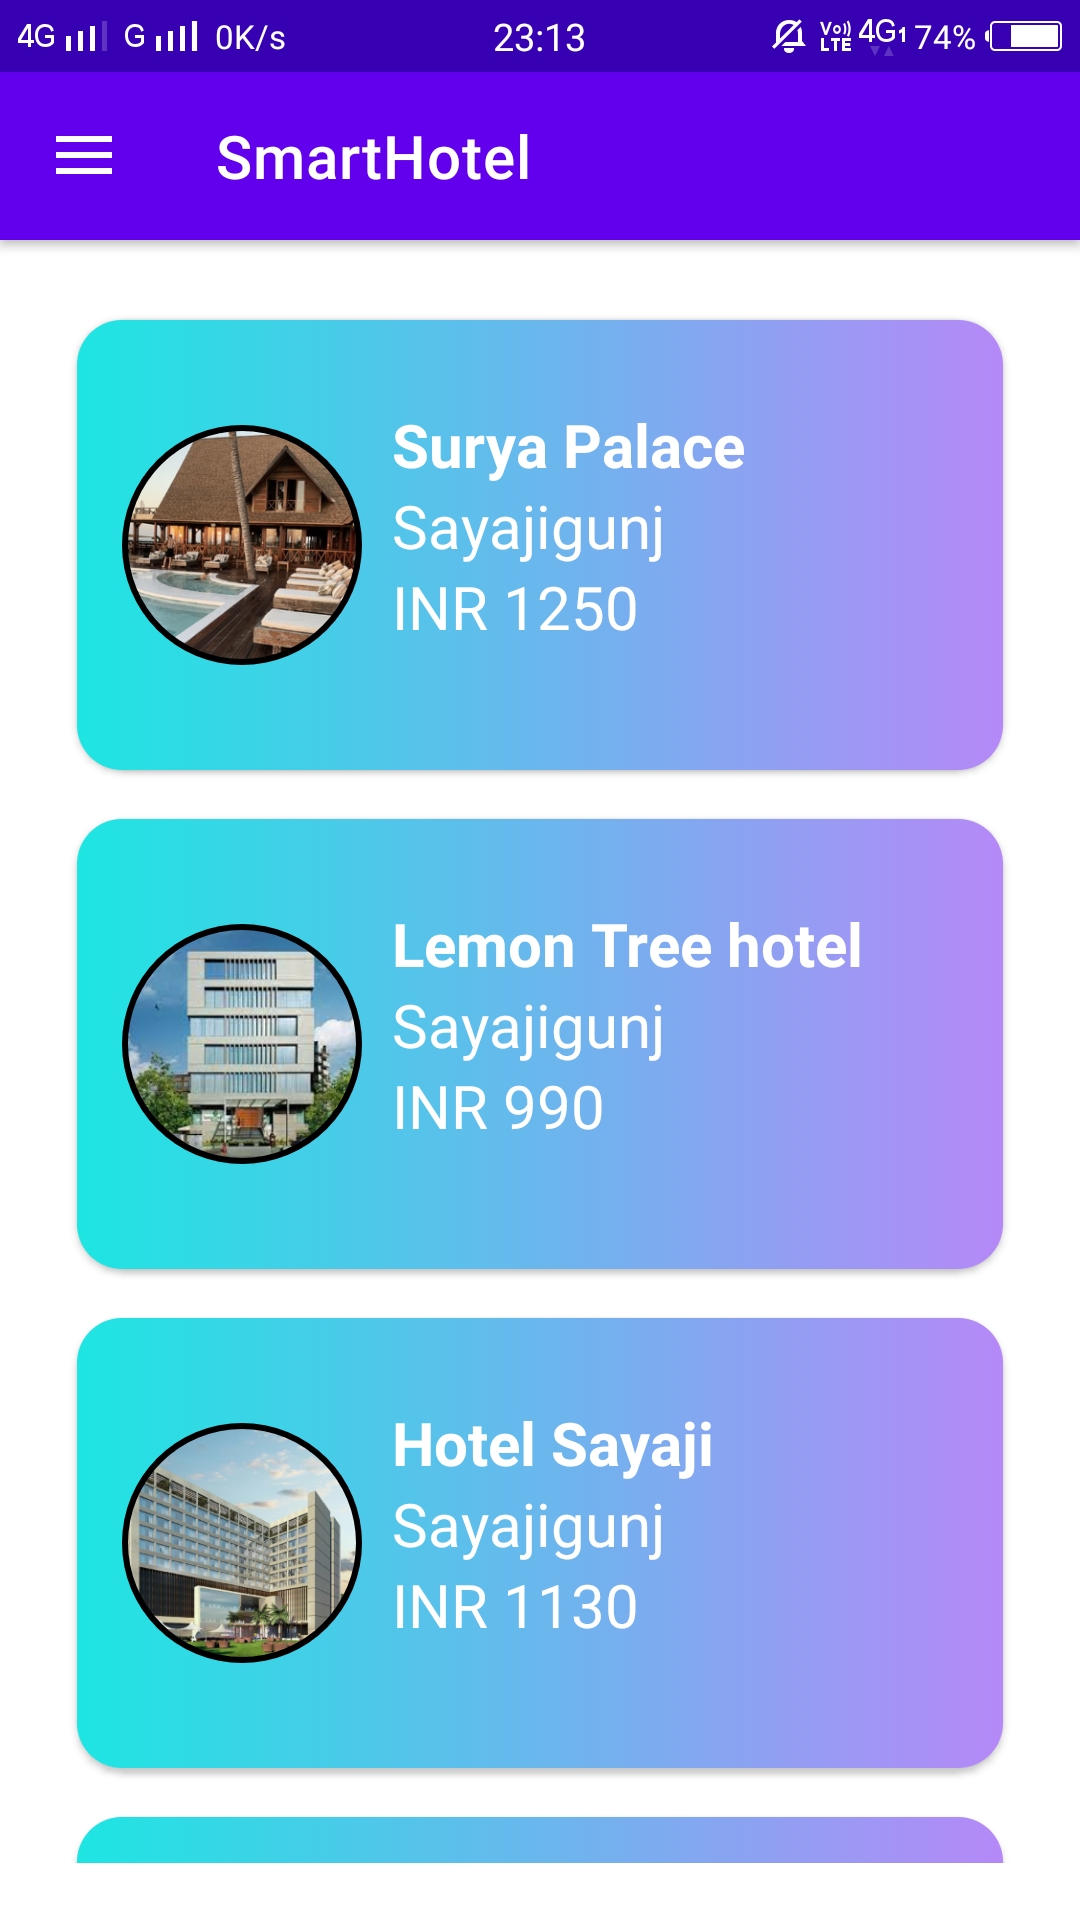 4G G 0K/s 23:13 Vo)) LTE 4G1 74%
SmartHotel
Surya Palace
Sayajigunj
INR 1250
Lemon Tree hotel
Sayajigunj
INR 990
Hotel Sayaji
Sayajigunj
INR 1130